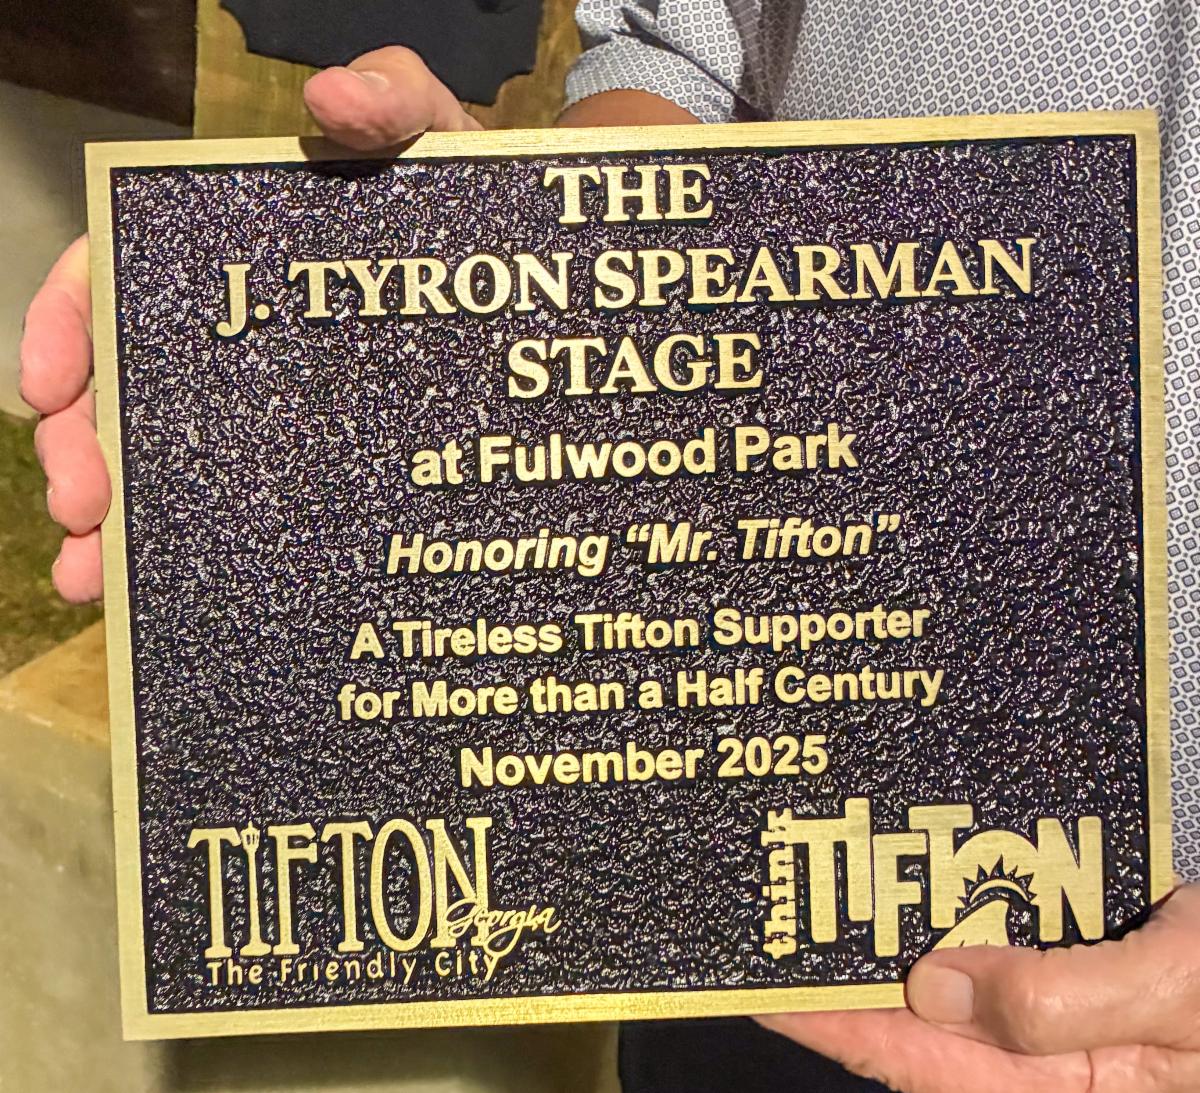 THE
J. TYRON SPEARMAN
STAGE
at Fulwood Park
Honoring “Mr. Tifton”
A Tireless Tifton Supporter
for More than a Half Century
November 2025
TIFTON
Georgia
The Friendly City
think TIFTON